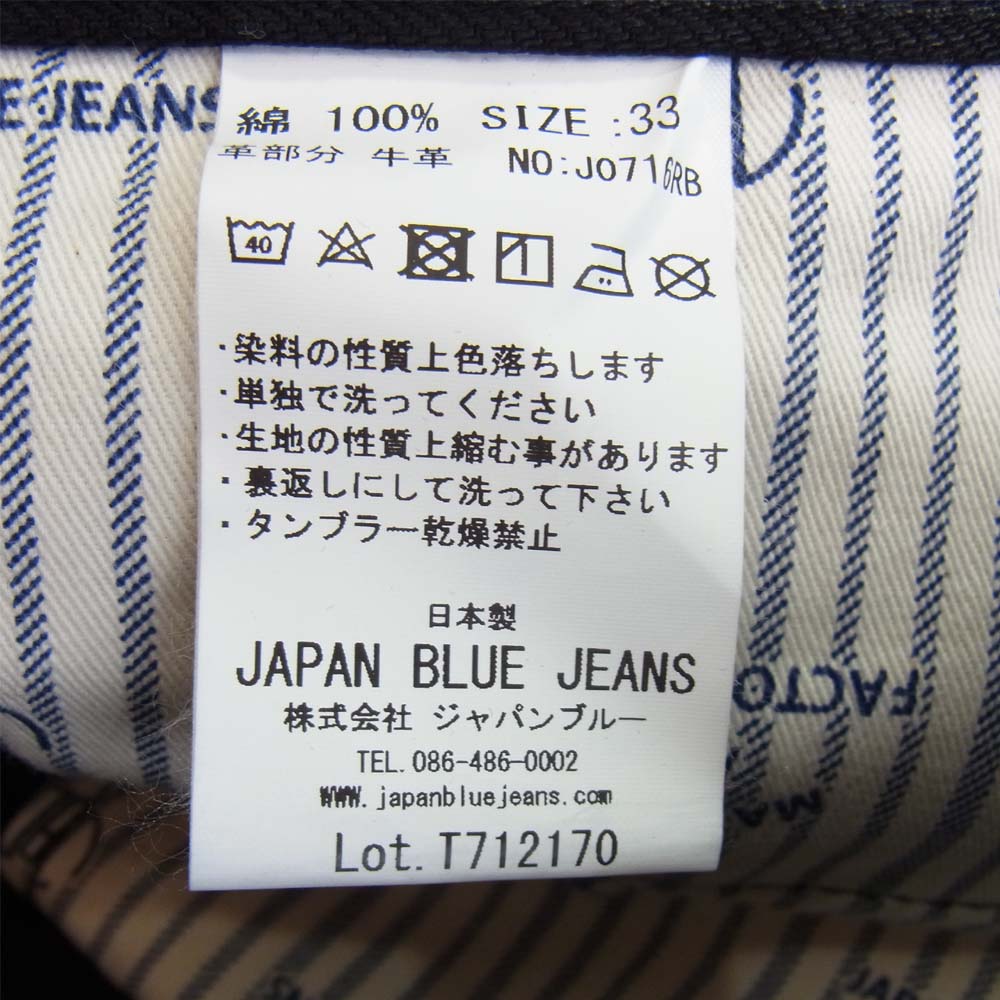 綿 100% SIZE :33
革部分 牛革 NO:J0716RB
40
・染料の性質上色落ちします
・単独で洗ってください
・生地の性質上縮む事があります
・裏返しにして洗って下さい
・タンブラー乾燥禁止
日本製
JAPAN BLUE JEANS
株式会社 ジャパンブルー
TEL.086-486-0002
WWW.japanbluejeans.com
Lot.T712170
E JEANS
FACTO